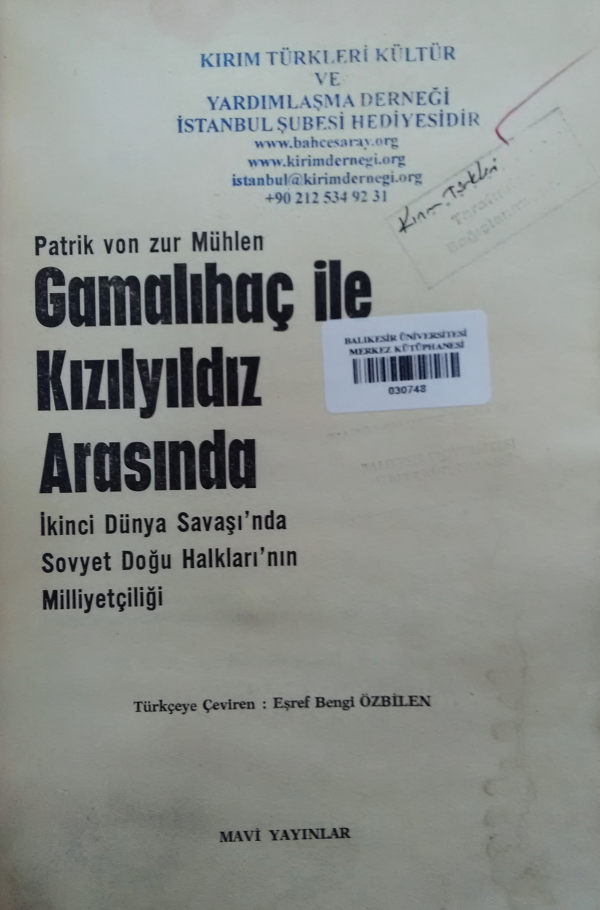 KIRIM TÜRKLERİ KÜLTÜR
VE
YARDIMLAŞMA DERNEĞİ
İSTANBUL ŞUBESİ HEDİYESİDİR
www.bahcesaray.org
www.kirimdernegi.org
istanbul@kirimdernegi.org
+90 212 534 92 31
Kırım Türkleri
Patrik von zur Mühlen
Gamalıhaç ile
Kızılyıldız
Arasında
BALIKESİR ÜNİVERSİTESİ
MERKEZ KÜTÜPHANESİ
030748
İkinci Dünya Savaşı'nda
Sovyet Doğu Halkları'nın
Milliyetçiliği
Türkçeye Çeviren : Eşref Bengi ÖZBİLEN
MAVİ YAYINLAR